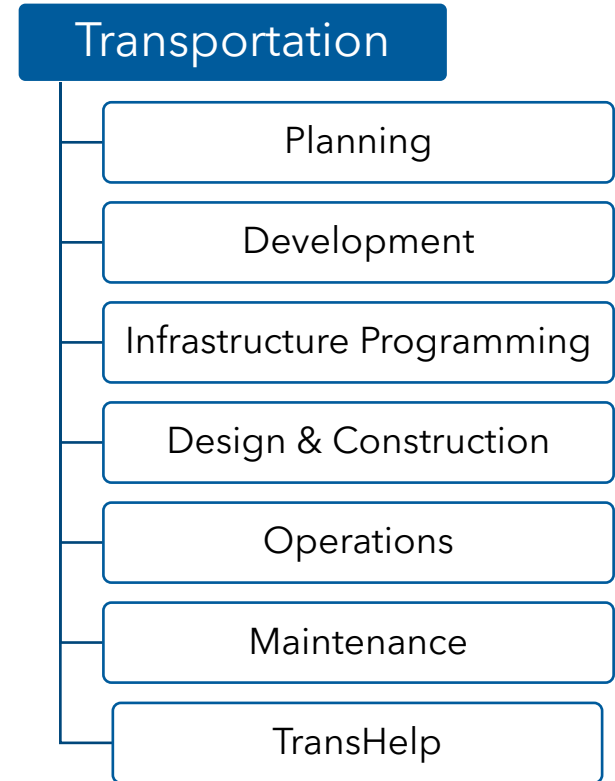 Transportation
Planning
Development
Infrastructure Programming
Design & Construction
Operations
Maintenance
TransHelp